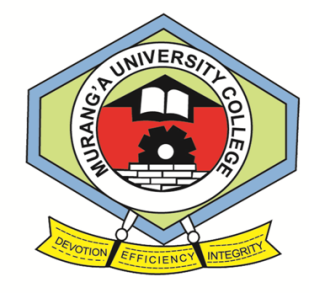 MURANG'A UNIVERSITY COLLEGE
DEVOTION
EFFICIENCY
INTEGRITY